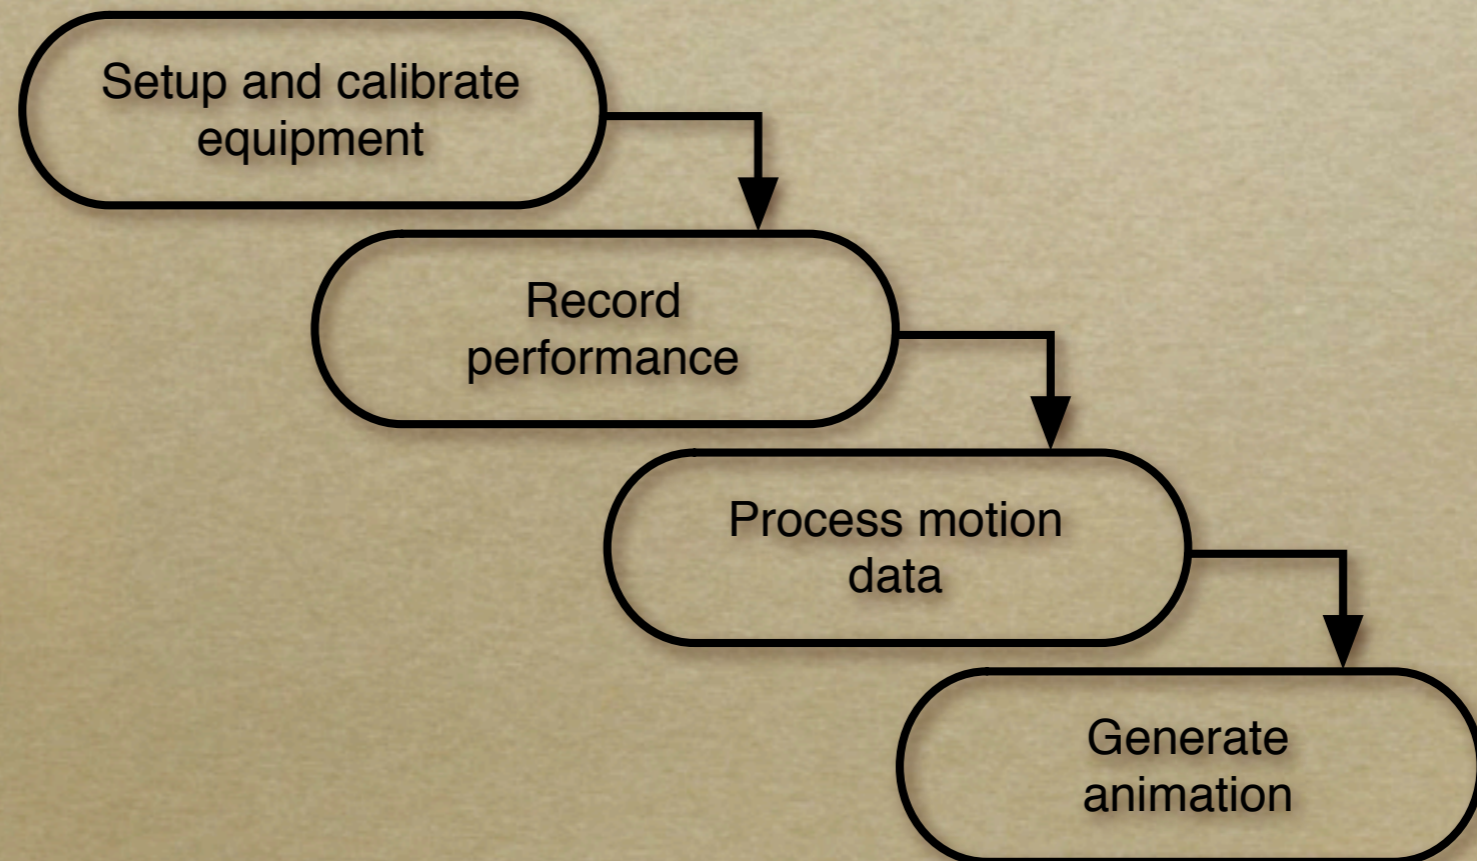 Setup and calibrate
equipment
Record
performance
Process motion
data
Generate
animation